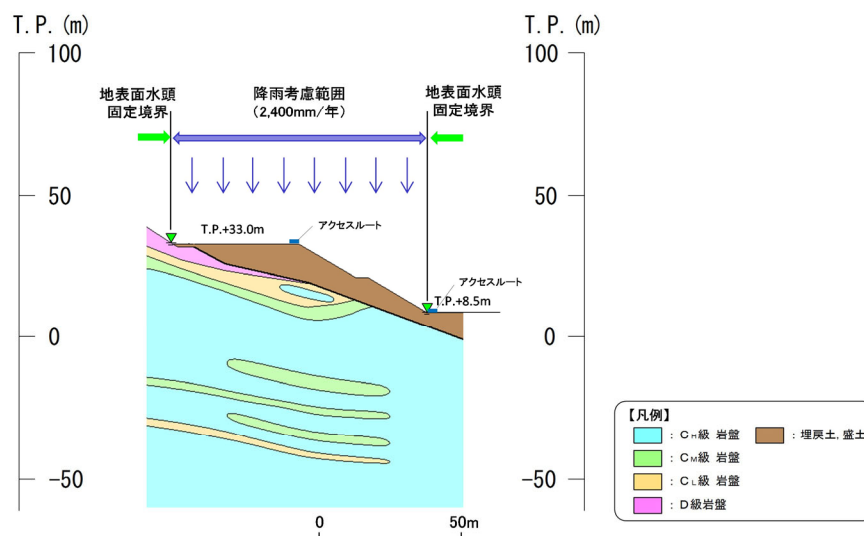 T.P.(m)
T.P.(m)
100
100
地表面水頭
固定境界
降雨考慮範囲
(2,400mm/年)
地表面水頭
固定境界
50
50
T.P.+33.0m
アクセスルート
アクセスルート
T.P.+8.5m
0
0
【凡例】
: CH級 岩盤
: 埋戻土, 盛土
: CM級 岩盤
: CL級 岩盤
: D級岩盤
-50
-50
0
50m